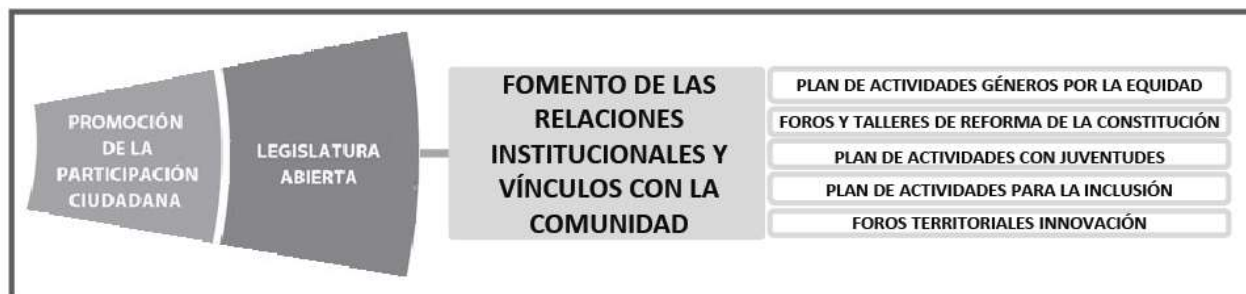 PROMOCIÓN
DE LA
PARTICIPACIÓN
CIUDADANA
LEGISLATURA
ABIERTA
FOMENTO DE LAS
RELACIONES
INSTITUCIONALES Y
VÍNCULOS CON LA
COMUNIDAD
PLAN DE ACTIVIDADES GÉNEROS POR LA EQUIDAD
FOROS Y TALLERES DE REFORMA DE LA CONSTITUCIÓN
PLAN DE ACTIVIDADES CON JUVENTUDES
PLAN DE ACTIVIDADES PARA LA INCLUSIÓN
FOROS TERRITORIALES INNOVACIÓN